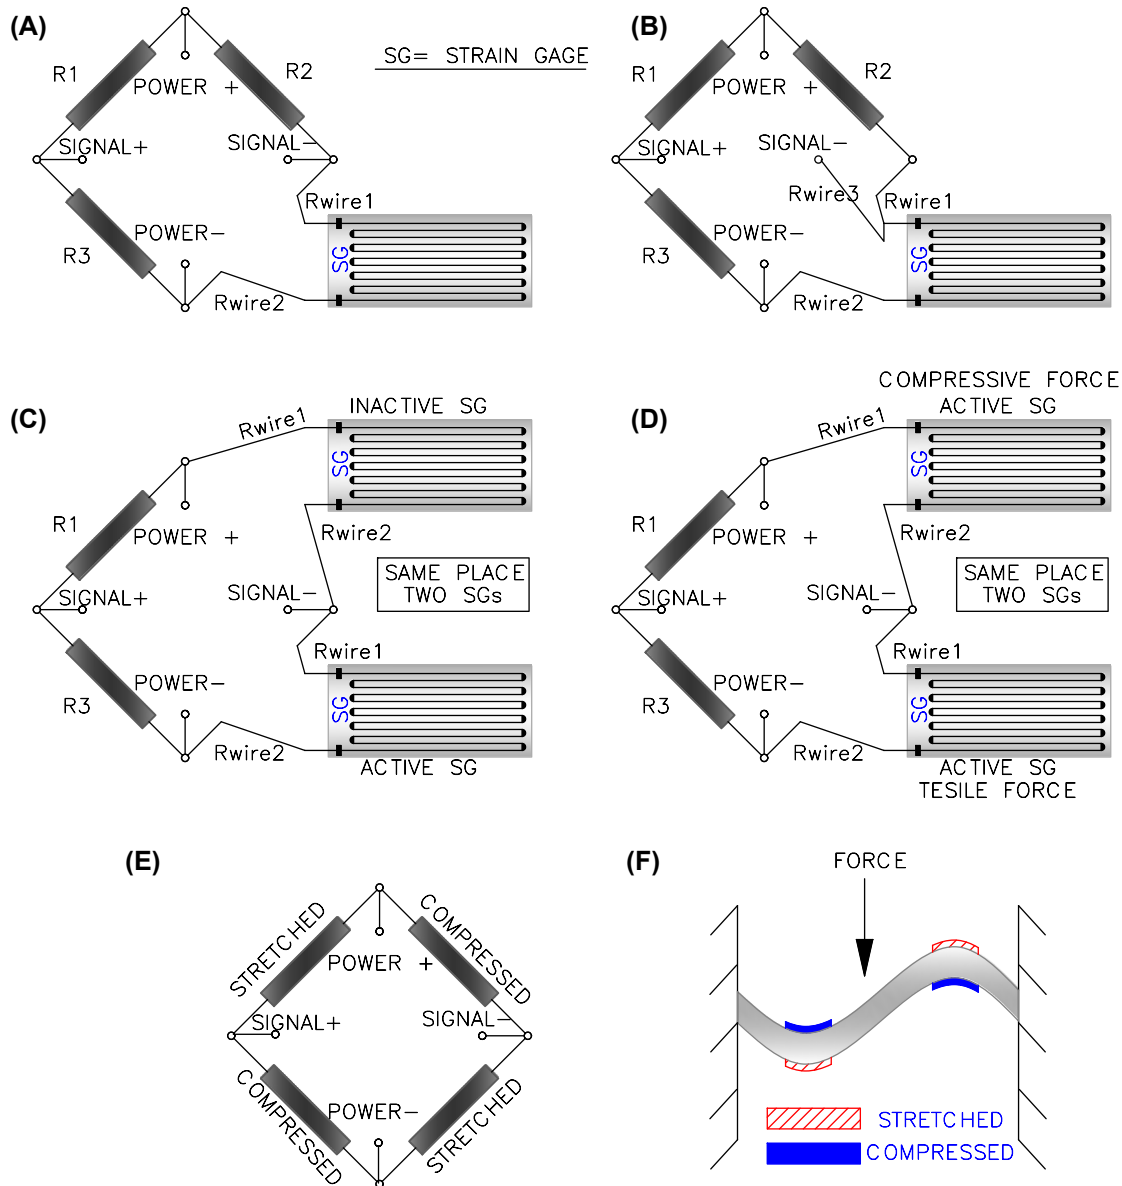 (A)
R1
R2
POWER +
SIGNAL+
SIGNAL-
Rwire1
R3
POWER-
SG
Rwire2
SG= STRAIN GAGE
(B)
R1
R2
POWER +
SIGNAL+
SIGNAL-
Rwire3
Rwire1
R3
POWER-
SG
Rwire2
(C)
INACTIVE SG
Rwire1
SG
R1
POWER +
Rwire2
SIGNAL+
SIGNAL-
SAME PLACE
TWO SGs
Rwire1
R3
POWER-
SG
Rwire2
ACTIVE SG
(D)
COMPRESSIVE FORCE
ACTIVE SG
Rwire1
SG
R1
POWER +
Rwire2
SIGNAL+
SIGNAL-
SAME PLACE
TWO SGs
Rwire1
R3
POWER-
SG
Rwire2
ACTIVE SG
TESILE FORCE
(E)
STRETCHED
COMPRESSED
POWER +
SIGNAL+
SIGNAL-
COMPRESSED
POWER-
STRETCHED
(F)
FORCE
STRETCHED
COMPRESSED